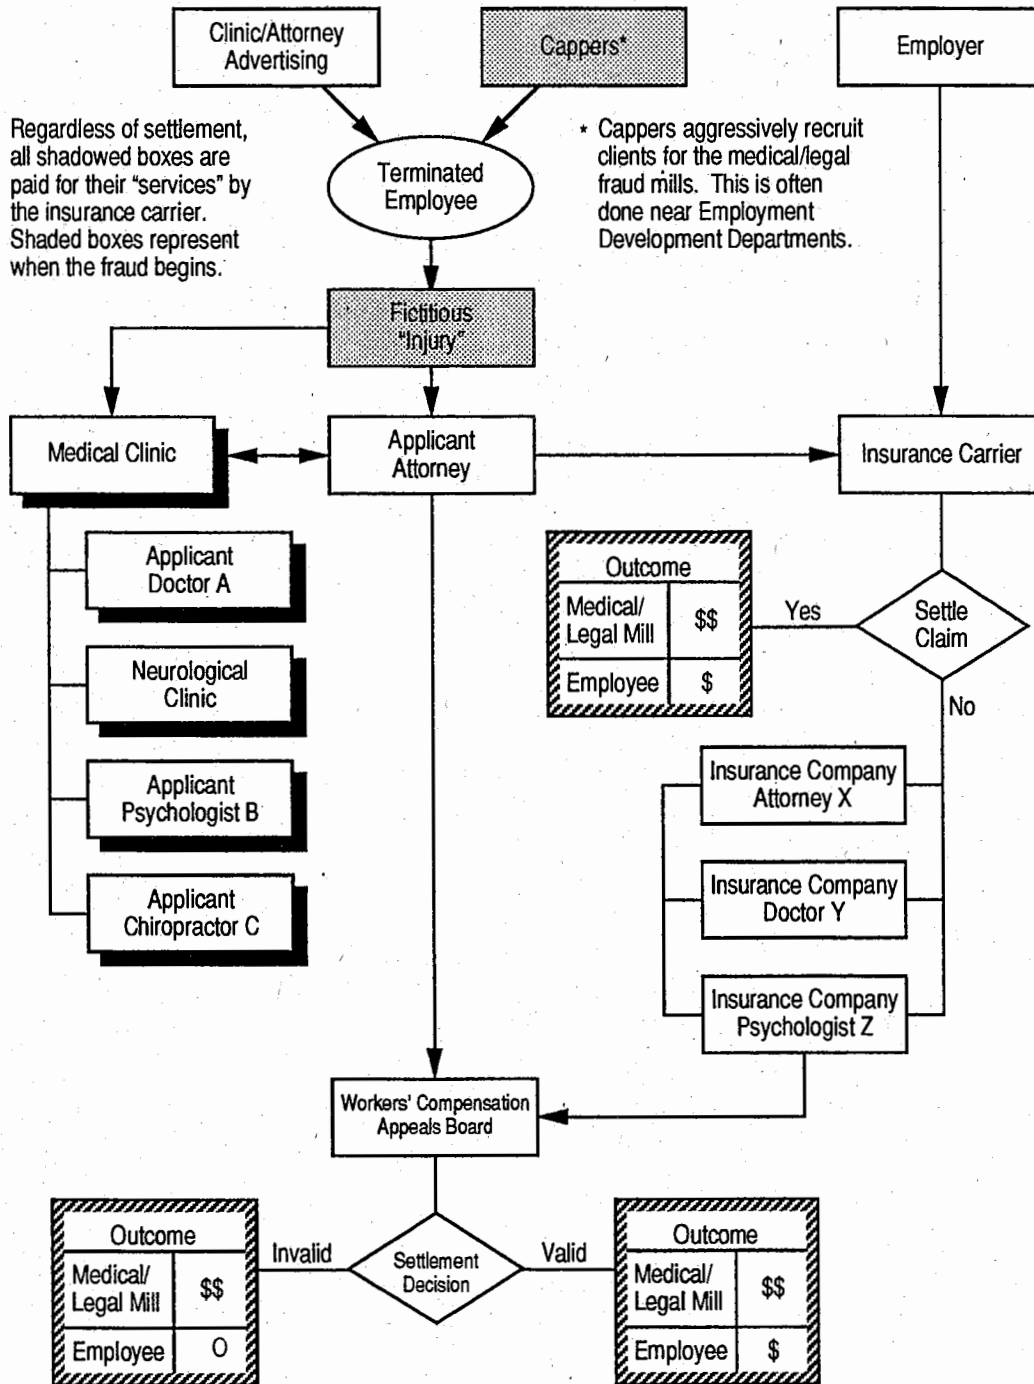 Clinic/Attorney
Advertising
Cappers*
Employer
Regardless of settlement,
all shadowed boxes are
paid for their "services" by
the insurance carrier.
Shaded boxes represent
when the fraud begins.
* Cappers aggressively recruit
clients for the medical/legal
fraud mills. This is often
done near Employment
Development Departments.
Terminated
Employee
Fictitious
"Injury"
Medical Clinic
Applicant
Attorney
Insurance Carrier
Applicant
Doctor A
Neurological
Clinic
Applicant
Psychologist B
Applicant
Chiropractor C
Outcome
Medical/
Legal Mill
$$
Employee
$
Yes
Settle
Claim
No
Insurance Company
Attorney X
Insurance Company
Doctor Y
Insurance Company
Psychologist Z
Workers' Compensation
Appeals Board
Outcome
Medical/
Legal Mill
$$
Employee
O
Invalid
Settlement
Decision
Valid
Outcome
Medical/
Legal Mill
$$
Employee
$